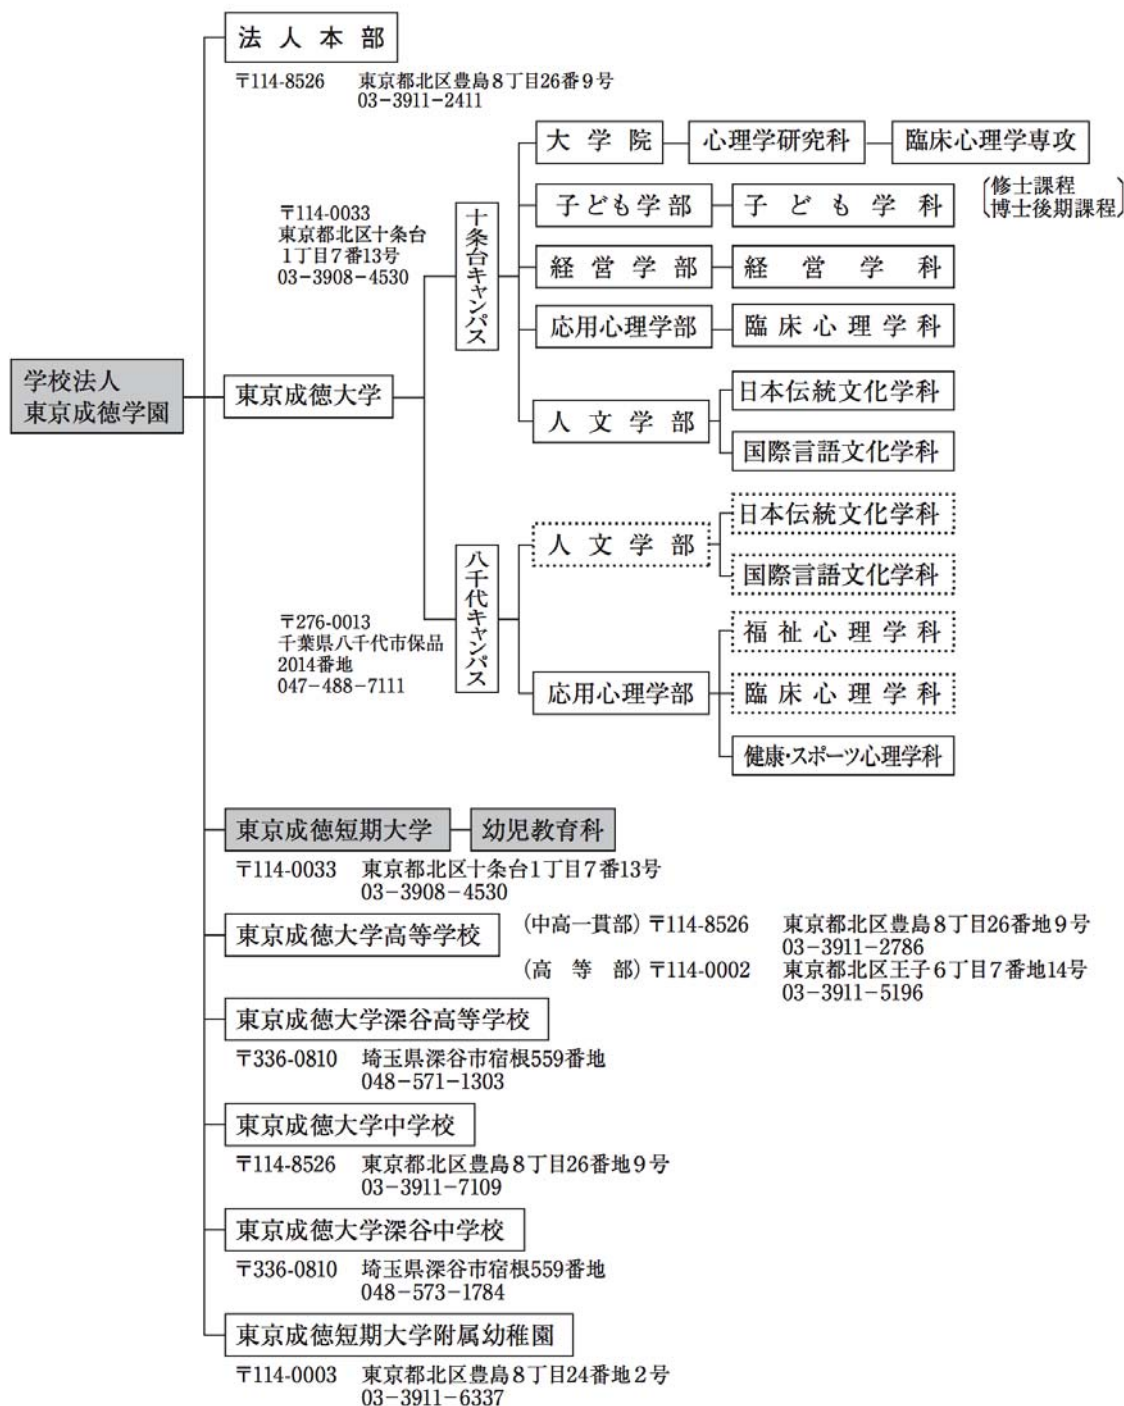 法人本部
〒114-8526 東京都北区豊島8丁目26番9号
03-3911-2411
大学院 心理学研究科 臨床心理学専攻
修士課程
博士後期課程
子ども学部 子ども学科
〒114-0033
東京都北区十条台
1丁目7番13号
03-3908-4530
十条台キャンパス
経営学部 経営学科
応用心理学部 臨床心理学科
学校法人
東京成徳学園
東京成徳大学
人文学部
日本伝統文化学科
国際言語文化学科
八千代キャンパス
〒276-0013
千葉県八千代市保品
2014番地
047-488-7111
人文学部
日本伝統文化学科
国際言語文化学科
応用心理学部
福祉心理学科
臨床心理学科
健康・スポーツ心理学科
東京成徳短期大学 幼児教育科
〒114-0033 東京都北区十条台1丁目7番13号
03-3908-4530
東京成徳大学高等学校
(中高一貫部) 〒114-8526 東京都北区豊島8丁目26番地9号
03-3911-2786
(高等部) 〒114-0002 東京都北区王子6丁目7番地14号
03-3911-5196
東京成徳大学深谷高等学校
〒336-0810 埼玉県深谷市宿根559番地
048-571-1303
東京成徳大学中学校
〒114-8526 東京都北区豊島8丁目26番地9号
03-3911-7109
東京成徳大学深谷中学校
〒336-0810 埼玉県深谷市宿根559番地
048-573-1784
東京成徳短期大学附属幼稚園
〒114-0003 東京都北区豊島8丁目24番地2号
03-3911-6337